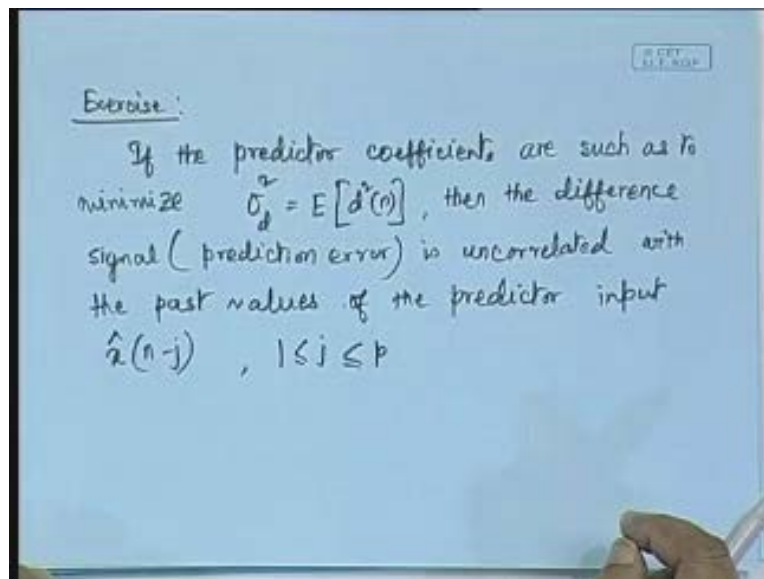 Exercise :
If the predictor coefficients are such as to
minimize σ_d^2 = E[d^2(n)], then the difference
signal ( prediction error) is uncorrelated with
the past values of the predictor input
x̂(n-j) , 1 ≤ j ≤ p